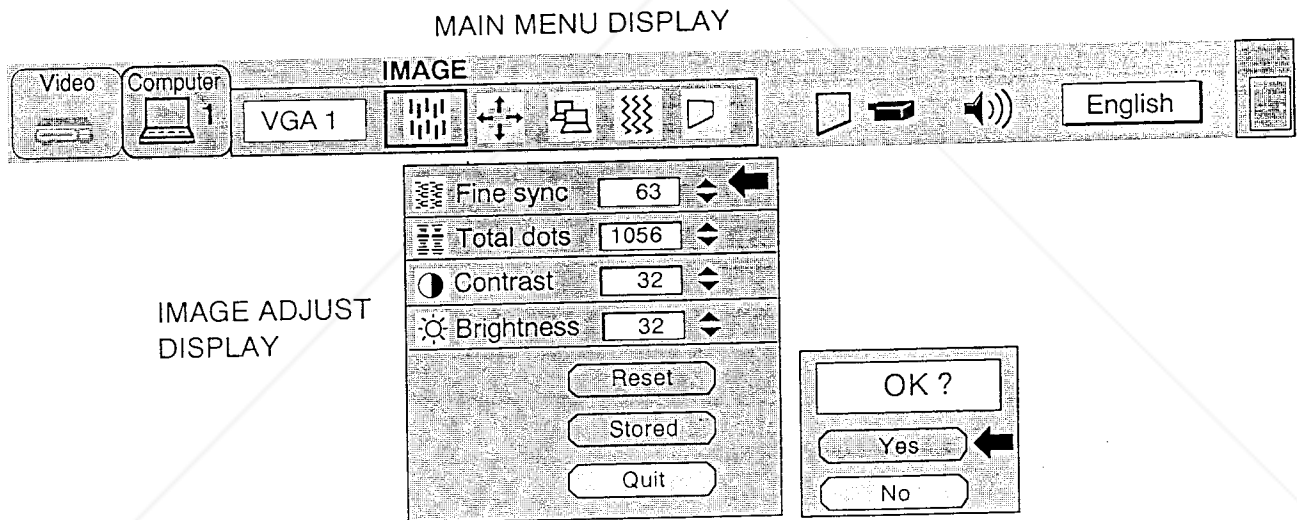 MAIN MENU DISPLAY
IMAGE
Video
Computer
1
VGA 1
English
Fine sync 63
Total dots 1056
Contrast 32
Brightness 32
IMAGE ADJUST
DISPLAY
Reset
Stored
Quit
OK ?
Yes
No